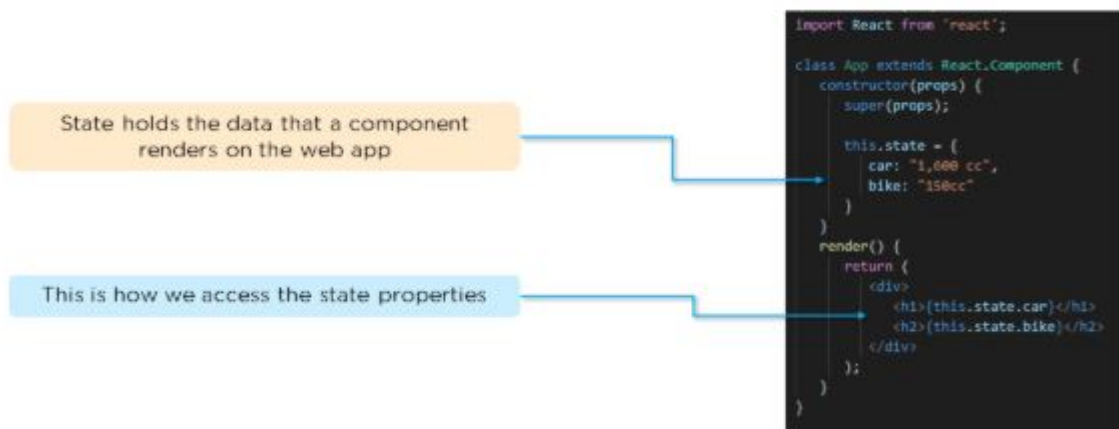 State holds the data that a component
renders on the web app
This is how we access the state properties
import React from 'react';
class App extends React.Component {
constructor(props) {
super(props);
this.state = {
car: "1,600 cc",
bike: "150cc"
}
}
render() {
return (
<div>
<h1>{this.state.car}</h1>
<h2>{this.state.bike}</h2>
</div>
);
}
}